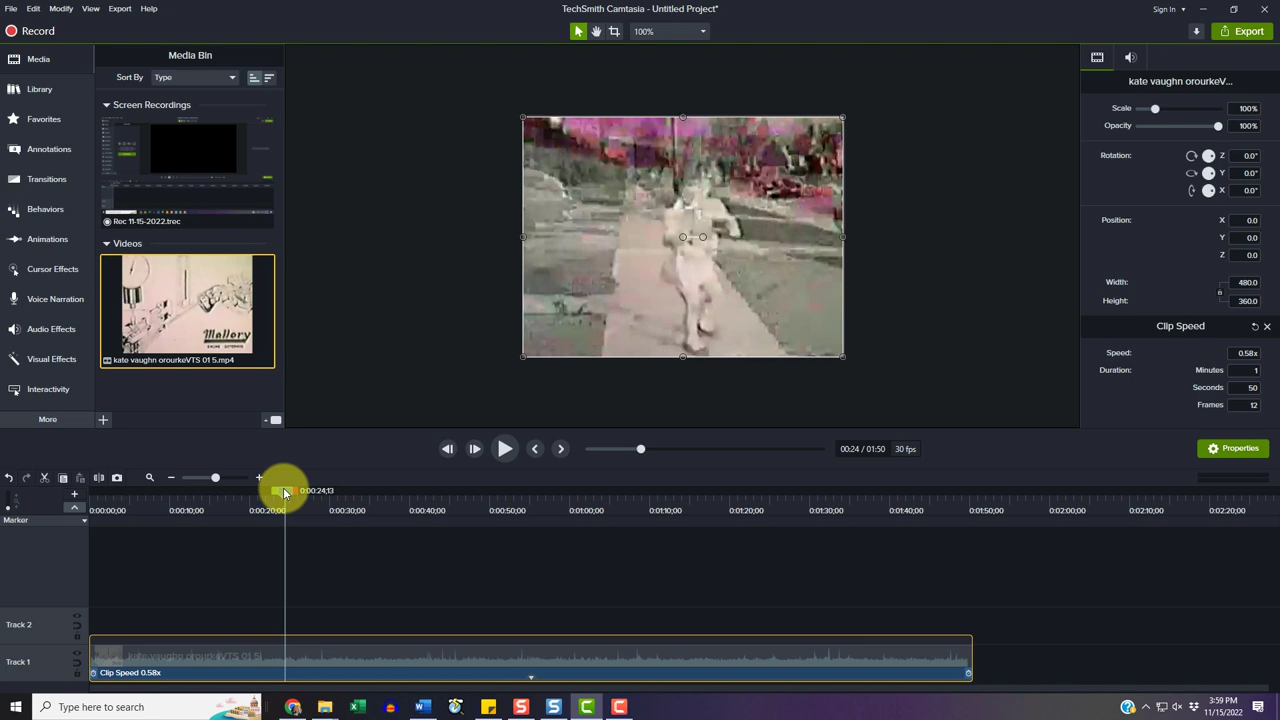 File Edit Modify View Export Help
TechSmith Camtasia - Untitled Project*
Sign In
Record
100%
Export
Media
Library
Favorites
Annotations
Transitions
Behaviors
Animations
Cursor Effects
Voice Narration
Audio Effects
Visual Effects
Interactivity
More
Media Bin
Sort By Type
Screen Recordings
Rec 11-15-2022.trec
Videos
Mallory
kate vaughn orourkeVTS 01 5.mp4
kate vaughn orourkeV...
Scale 100%
Opacity 100%
Rotation: Z 0.0°
Y 0.0°
X 0.0°
Position: X 0.0
Y 0.0
Z 0.0
Width: 480.0
Height: 360.0
Clip Speed
Speed: 0.58x
Duration: Minutes 1
Seconds 50
Frames 12
00:24 / 01:50 30 fps
Properties
0:00:24;13
0:00:00;00 0:00:10;00 0:00:20;00 0:00:30;00 0:00:40;00 0:00:50;00 0:01:00;00 0:01:10;00 0:01:20;00 0:01:30;00 0:01:40;00 0:01:50;00 0:02:00;00 0:02:10;00 0:02:20;00
Marker
Track 2
Track 1
kate vaughn orourkeVTS 01 5
Clip Speed 0.58x
Type here to search
3:59 PM
11/15/2022